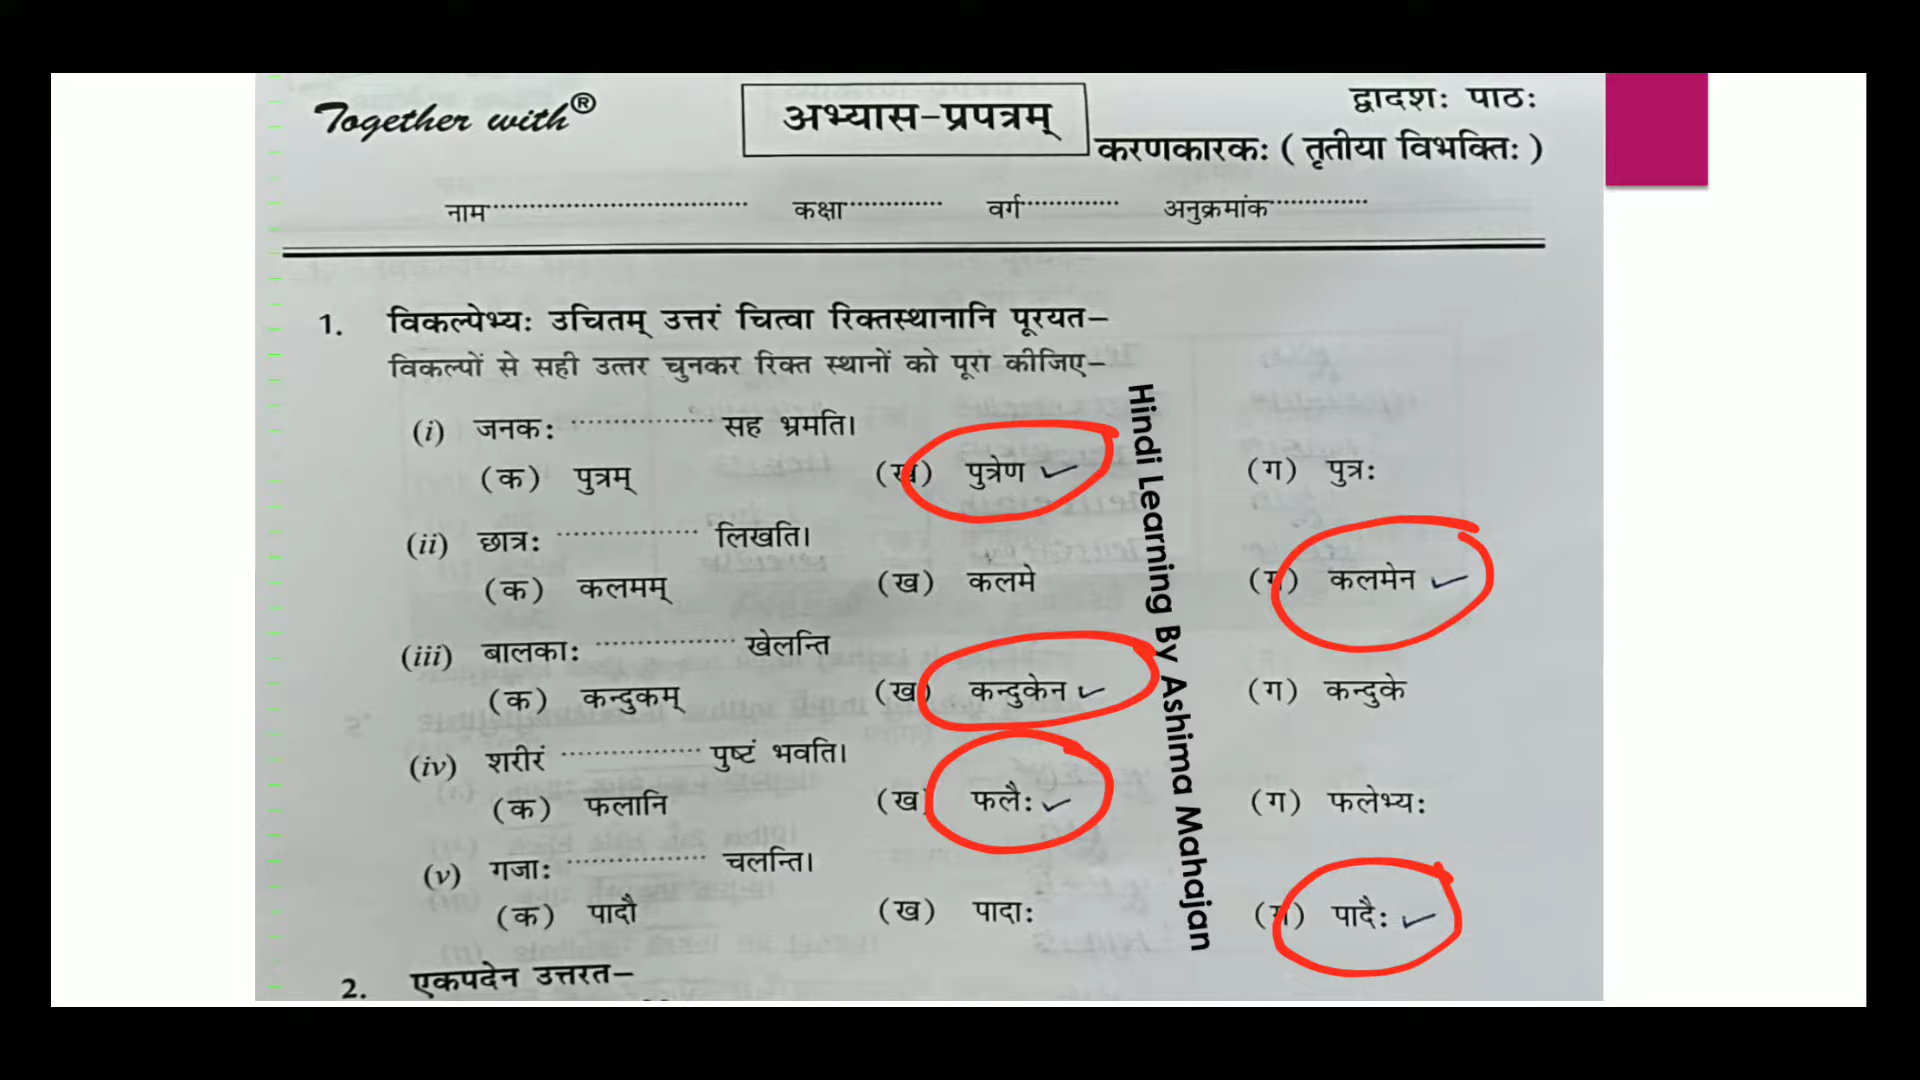 Together with®
अभ्यास-प्रपत्रम्
द्वादशः पाठः
करणकारकः ( तृतीया विभक्तिः )
नाम................................ कक्षा............. वर्ग............. अनुक्रमांक.............
1. विकल्पेभ्यः उचितम् उत्तरं चित्वा रिक्तस्थानानि पूरयत–
विकल्पों से सही उत्तर चुनकर रिक्त स्थानों को पूरा कीजिए–
(i) जनकः .................. सह भ्रमति।
(क) पुत्रम् (ख) पुत्रेण ✓ (ग) पुत्रः
(ii) छात्रः .................. लिखति।
(क) कलमम् (ख) कलमे (ग) कलमेन ✓
(iii) बालकाः .................. खेलन्ति
(क) कन्दुकम् (ख) कन्दुकेन ✓ (ग) कन्दुके
(iv) शरीरं .................. पुष्टं भवति।
(क) फलानि (ख) फलैः ✓ (ग) फलेभ्यः
(v) गजाः .................. चलन्ति।
(क) पादौ (ख) पादाः (ग) पादैः ✓
2. एकपदेन उत्तरत–
Hindi Learning By Ashima Mahajan